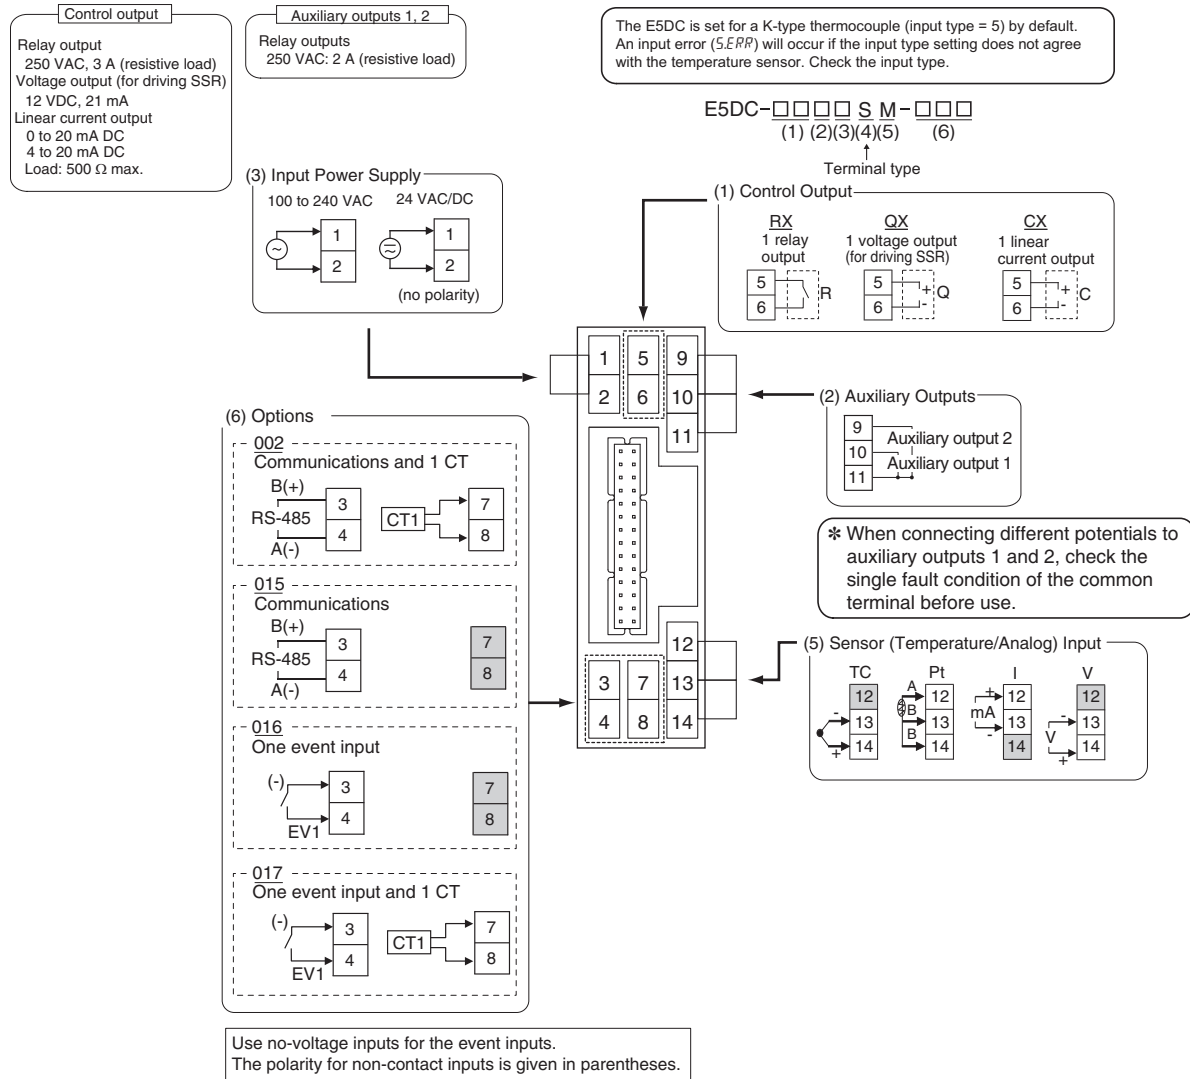 Control output
Relay output
250 VAC, 3 A (resistive load)
Voltage output (for driving SSR)
12 VDC, 21 mA
Linear current output
0 to 20 mA DC
4 to 20 mA DC
Load: 500 Ω max.
Auxiliary outputs 1, 2
Relay outputs
250 VAC: 2 A (resistive load)
The E5DC is set for a K-type thermocouple (input type = 5) by default.
An input error (S.ERR) will occur if the input type setting does not agree
with the temperature sensor. Check the input type.
E5DC-□□□□ S M-□□□
(1) (2)(3)(4)(5) (6)
Terminal type
(3) Input Power Supply
100 to 240 VAC 24 VAC/DC
1 1
2 2
(no polarity)
(1) Control Output
RX QX CX
1 relay
output
1 voltage output
(for driving SSR)
1 linear
current output
5 R 5 + Q 5 + C
6 6 - 6 -
1 5 9
2 6 10
11
12
3 7 13
4 8 14
(2) Auxiliary Outputs
9
Auxiliary output 2
10
Auxiliary output 1
11
✻ When connecting different potentials to
auxiliary outputs 1 and 2, check the
single fault condition of the common
terminal before use.
(5) Sensor (Temperature/Analog) Input
TC Pt I V
12 A 12 + 12 12
- 13 B 13 mA 13 - 13
+ 14 B 14 - 14 V + 14
(6) Options
002
Communications and 1 CT
B(+)
3 7
RS-485 CT1
4 8
A(-)
015
Communications
B(+)
3 7
RS-485
4 8
A(-)
016
One event input
(-) 3 7
4 8
EV1
017
One event input and 1 CT
(-) 3 7
CT1
4 8
EV1
Use no-voltage inputs for the event inputs.
The polarity for non-contact inputs is given in parentheses.